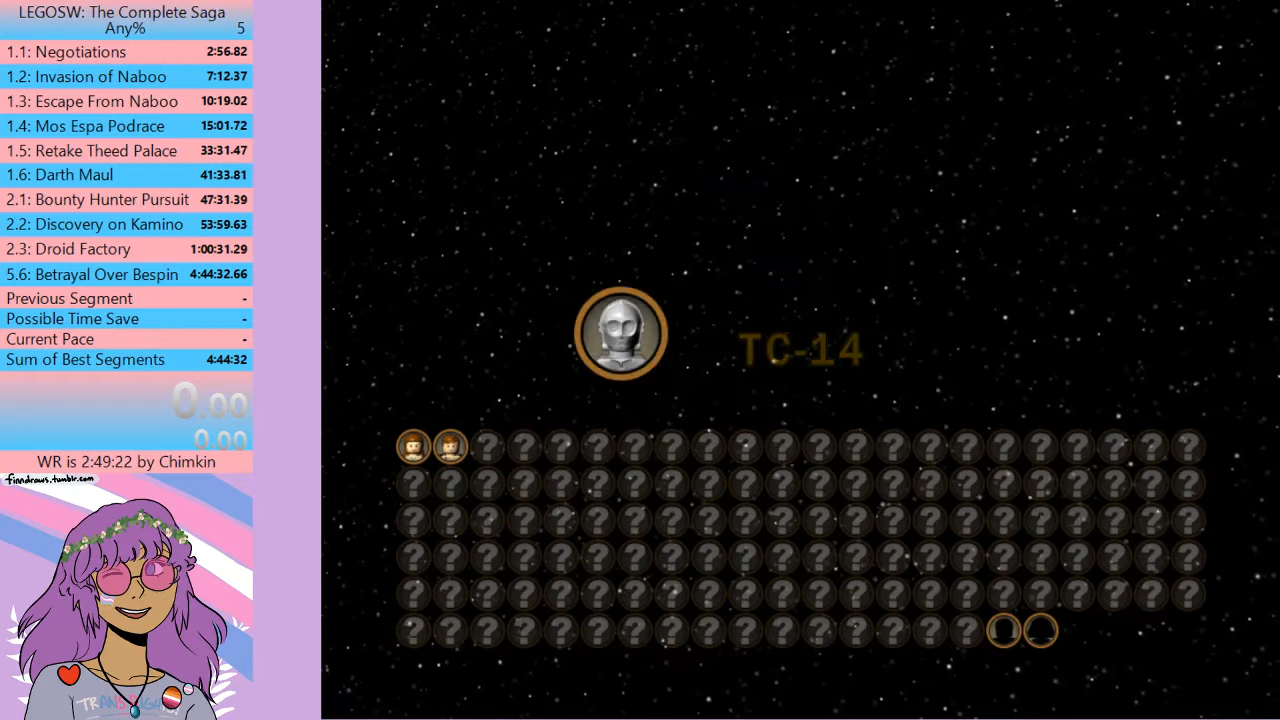 LEGOSW: The Complete Saga
Any% 5
1.1: Negotiations 2:56.82
1.2: Invasion of Naboo 7:12.37
1.3: Escape From Naboo 10:19.02
1.4: Mos Espa Podrace 15:01.72
1.5: Retake Theed Palace 33:31.47
1.6: Darth Maul 41:33.81
2.1: Bounty Hunter Pursuit 47:31.39
2.2: Discovery on Kamino 53:59.63
2.3: Droid Factory 1:00:31.29
5.6: Betrayal Over Bespin 4:44:32.66
Previous Segment -
Possible Time Save -
Current Pace -
Sum of Best Segments 4:44:32
0.00
0.00
WR is 2:49:22 by Chimkin
finndraws.tumblr.com
TC-14
? ? ? ? ? ? ? ? ? ? ? ? ? ? ? ? ? ? ? ?
? ? ? ? ? ? ? ? ? ? ? ? ? ? ? ? ? ? ? ? ? ?
? ? ? ? ? ? ? ? ? ? ? ? ? ? ? ? ? ? ? ? ? ?
? ? ? ? ? ? ? ? ? ? ? ? ? ? ? ? ? ? ? ? ? ?
? ? ? ? ? ? ? ? ? ? ? ? ? ? ? ? ? ? ? ? ? ?
? ? ? ? ? ? ? ? ? ? ? ? ? ? ? ?